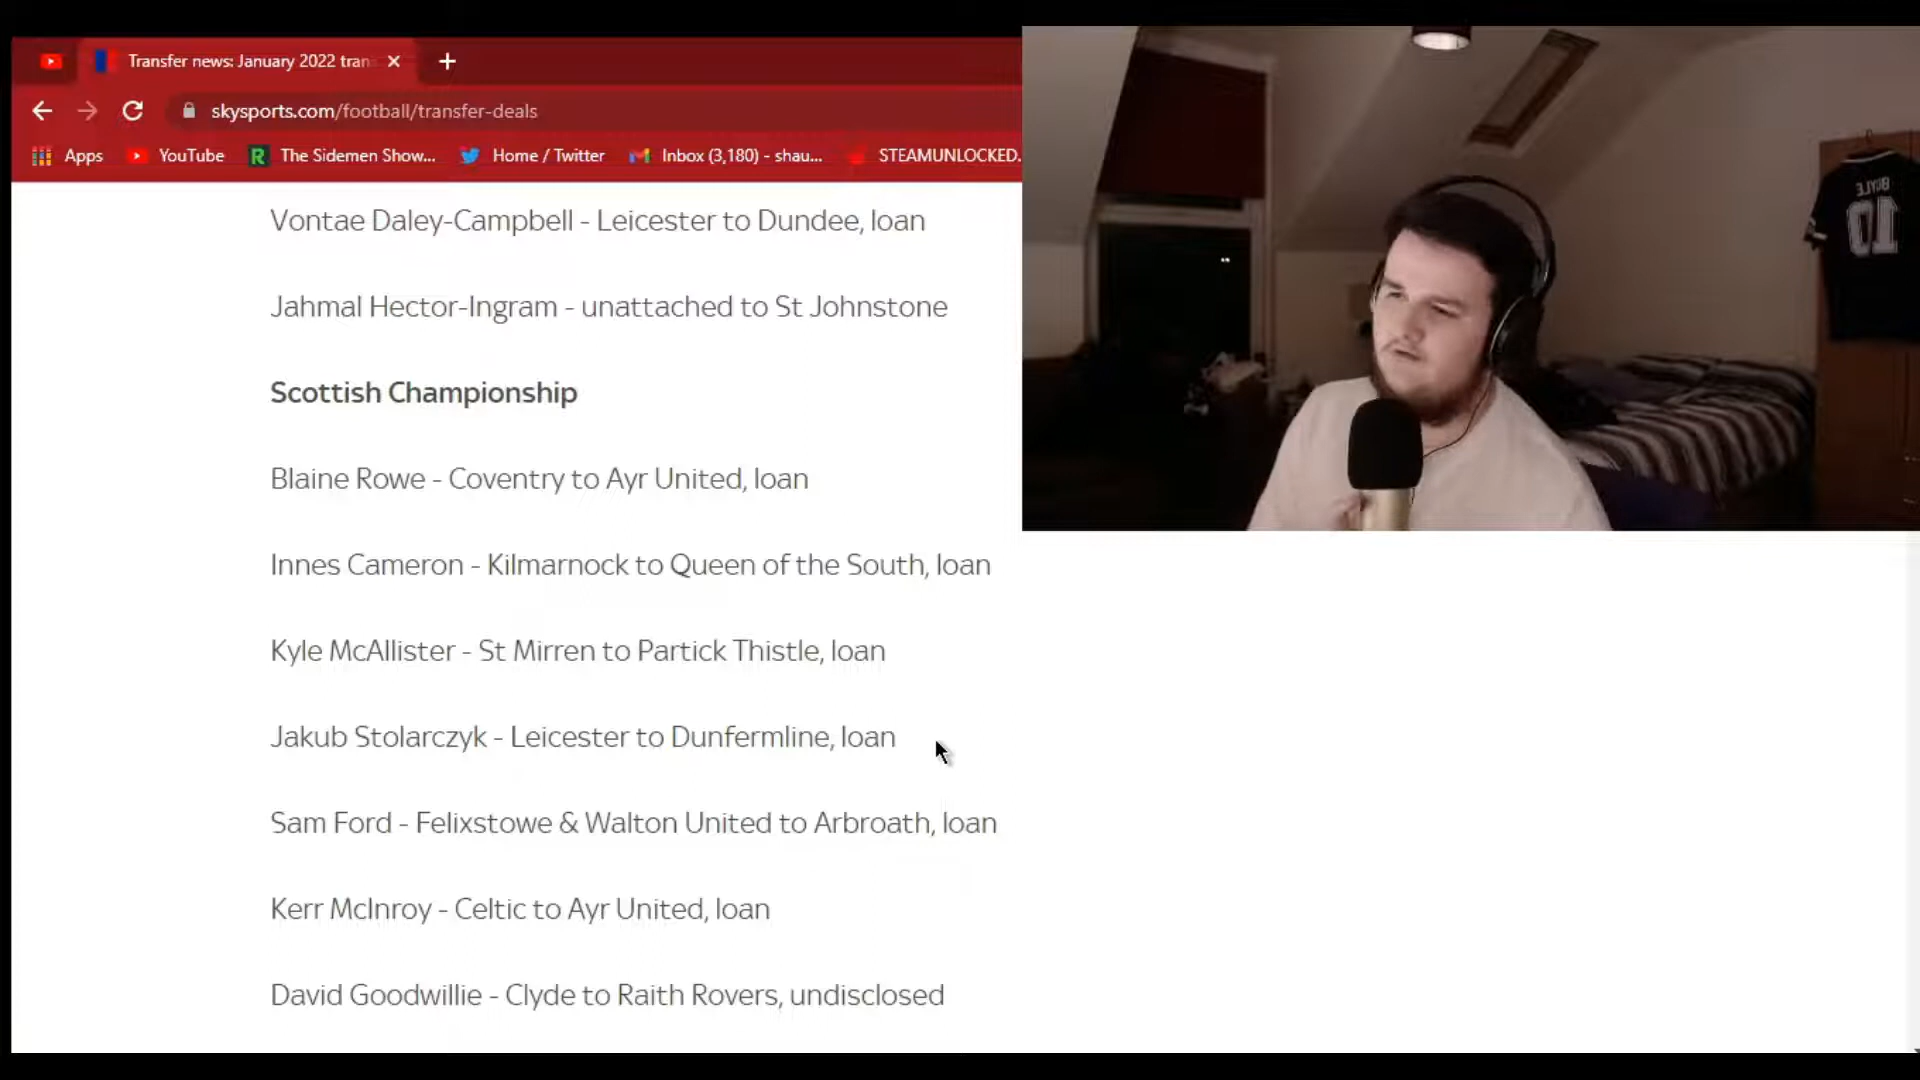 Transfer news: January 2022 tran
skysports.com/football/transfer-deals
Apps
YouTube
The Sidemen Show...
Home / Twitter
Inbox (3,180) - shau...
STEAMUNLOCKED.
BOYLE
10
Vontae Daley-Campbell - Leicester to Dundee, loan
Jahmal Hector-Ingram - unattached to St Johnstone
Scottish Championship
Blaine Rowe - Coventry to Ayr United, loan
Innes Cameron - Kilmarnock to Queen of the South, loan
Kyle McAllister - St Mirren to Partick Thistle, loan
Jakub Stolarczyk - Leicester to Dunfermline, loan
Sam Ford - Felixstowe & Walton United to Arbroath, loan
Kerr McInroy - Celtic to Ayr United, loan
David Goodwillie - Clyde to Raith Rovers, undisclosed